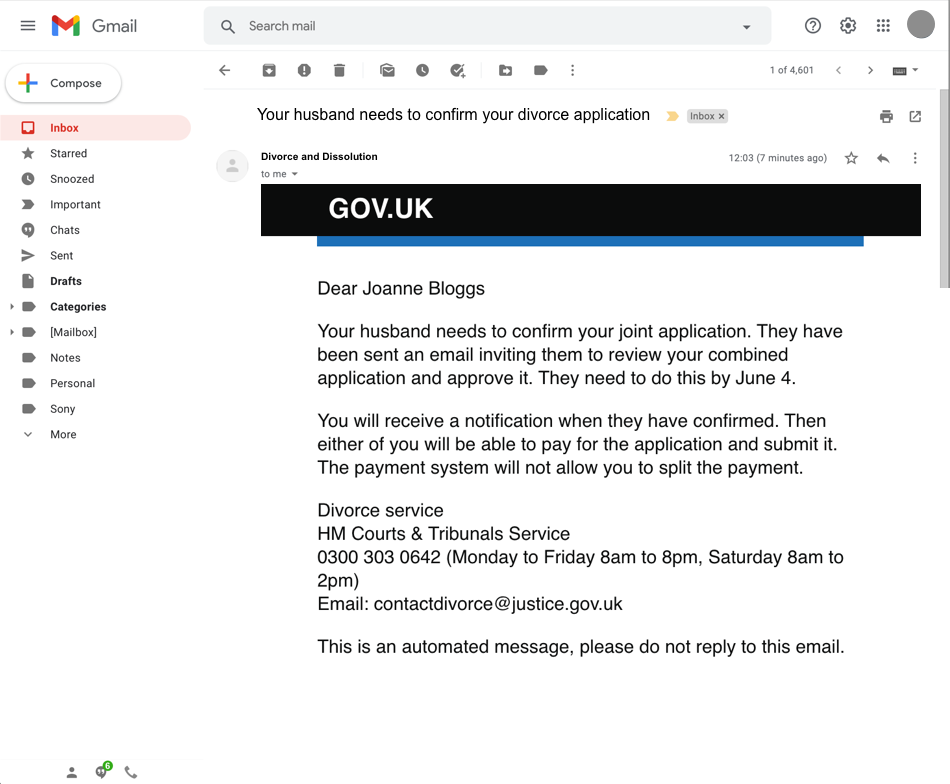 Gmail
Search mail
Compose
1 of 4,601
Inbox
Starred
Snoozed
Important
Chats
Sent
Drafts
Categories
[Mailbox]
Notes
Personal
Sony
More
6
Your husband needs to confirm your divorce application
Inbox ×
Divorce and Dissolution
12:03 (7 minutes ago)
to me
GOV.UK
Dear Joanne Bloggs
Your husband needs to confirm your joint application. They have
been sent an email inviting them to review your combined
application and approve it. They need to do this by June 4.
You will receive a notification when they have confirmed. Then
either of you will be able to pay for the application and submit it.
The payment system will not allow you to split the payment.
Divorce service
HM Courts & Tribunals Service
0300 303 0642 (Monday to Friday 8am to 8pm, Saturday 8am to
2pm)
Email: contactdivorce@justice.gov.uk
This is an automated message, please do not reply to this email.